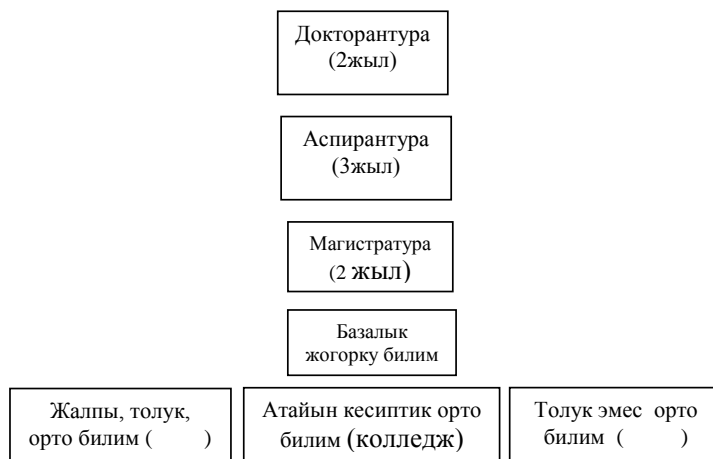 Докторантура
(2жыл)
Аспирантура
(3жыл)
Магистратура
(2 жыл)
Базалык
жогорку билим
Жалпы, толук,
орто билим (        )
Атайын кесиптик орто
билим (колледж)
Толук эмес  орто
билим  (        )